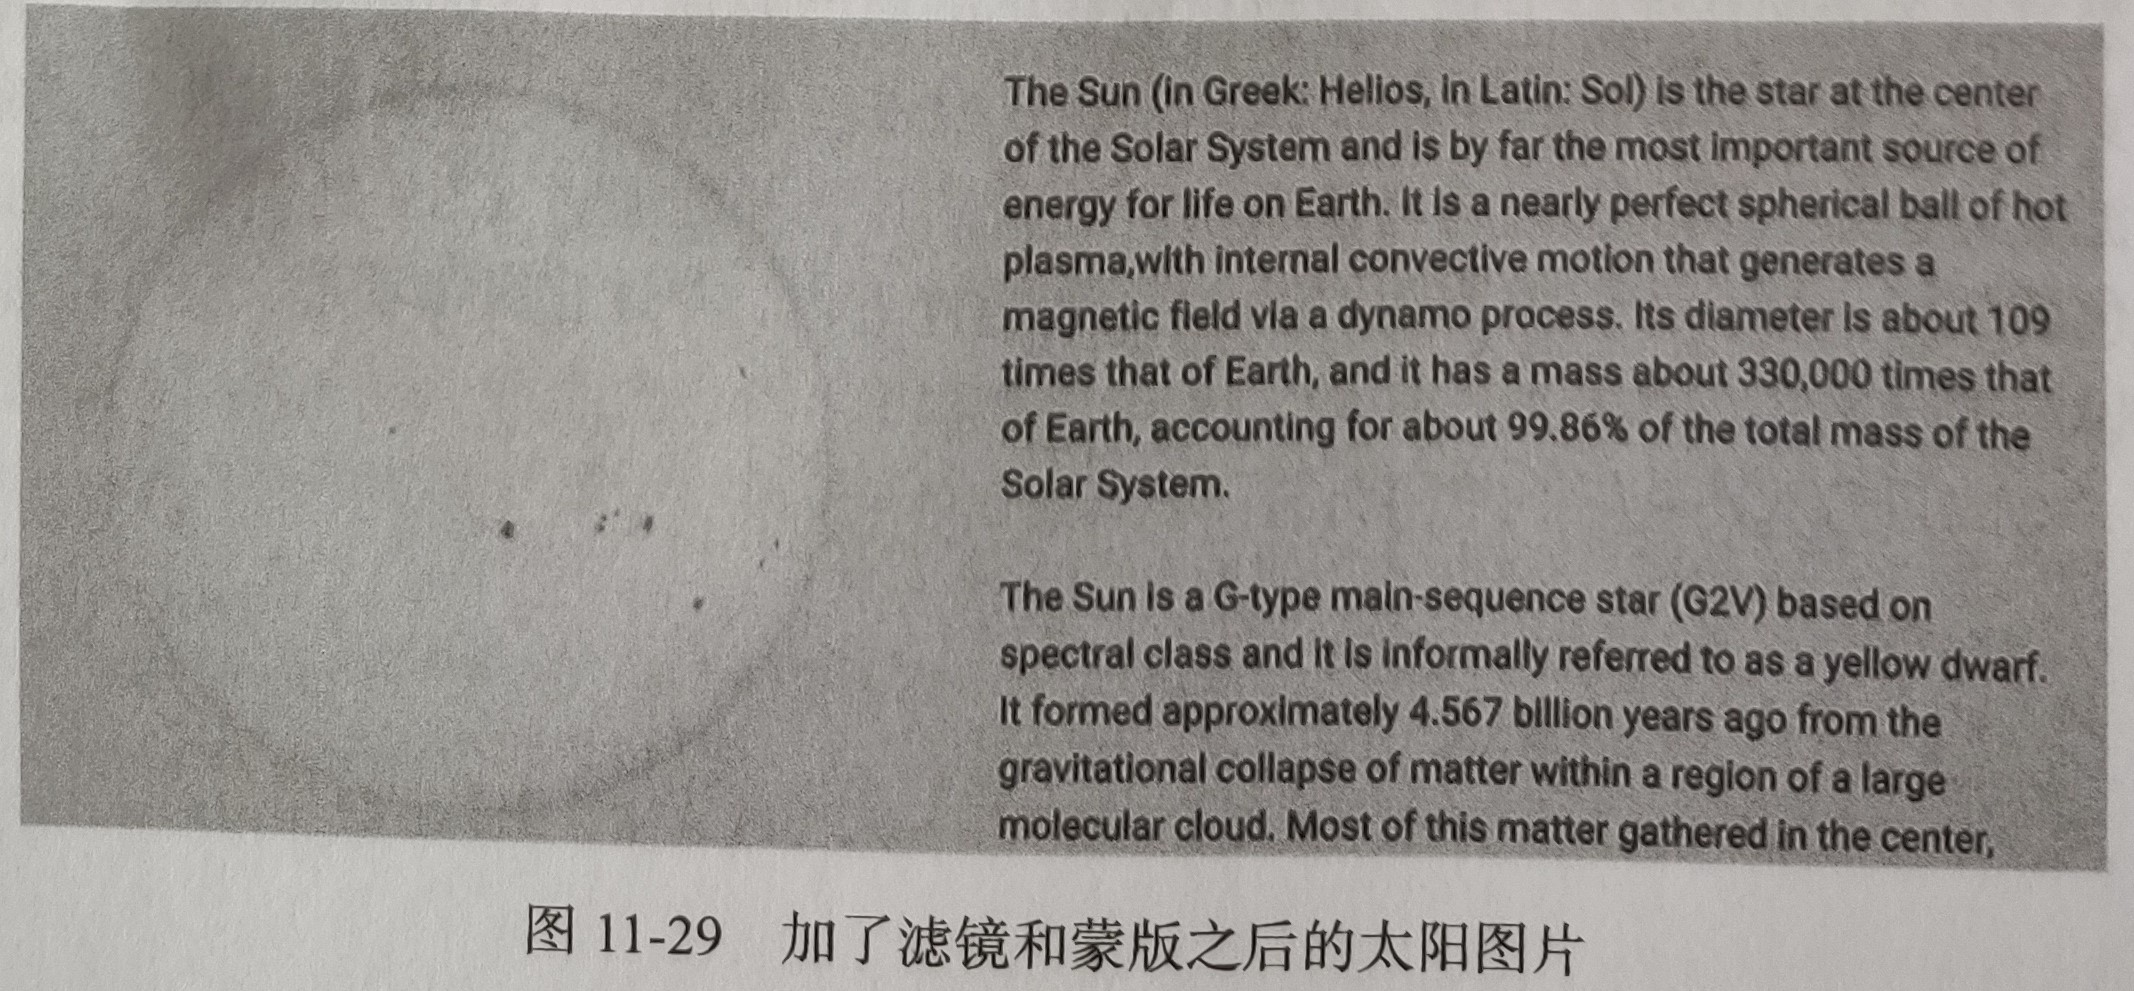 The Sun (in Greek: Helios, in Latin: Sol) is the star at the center
of the Solar System and is by far the most important source of
energy for life on Earth. It is a nearly perfect spherical ball of hot
plasma,with internal convective motion that generates a
magnetic field via a dynamo process. Its diameter is about 109
times that of Earth, and it has a mass about 330,000 times that
of Earth, accounting for about 99.86% of the total mass of the
Solar System.
The Sun is a G-type main-sequence star (G2V) based on
spectral class and it is informally referred to as a yellow dwarf.
It formed approximately 4.567 billion years ago from the
gravitational collapse of matter within a region of a large
molecular cloud. Most of this matter gathered in the center,
图 11-29 加了滤镜和蒙版之后的太阳图片